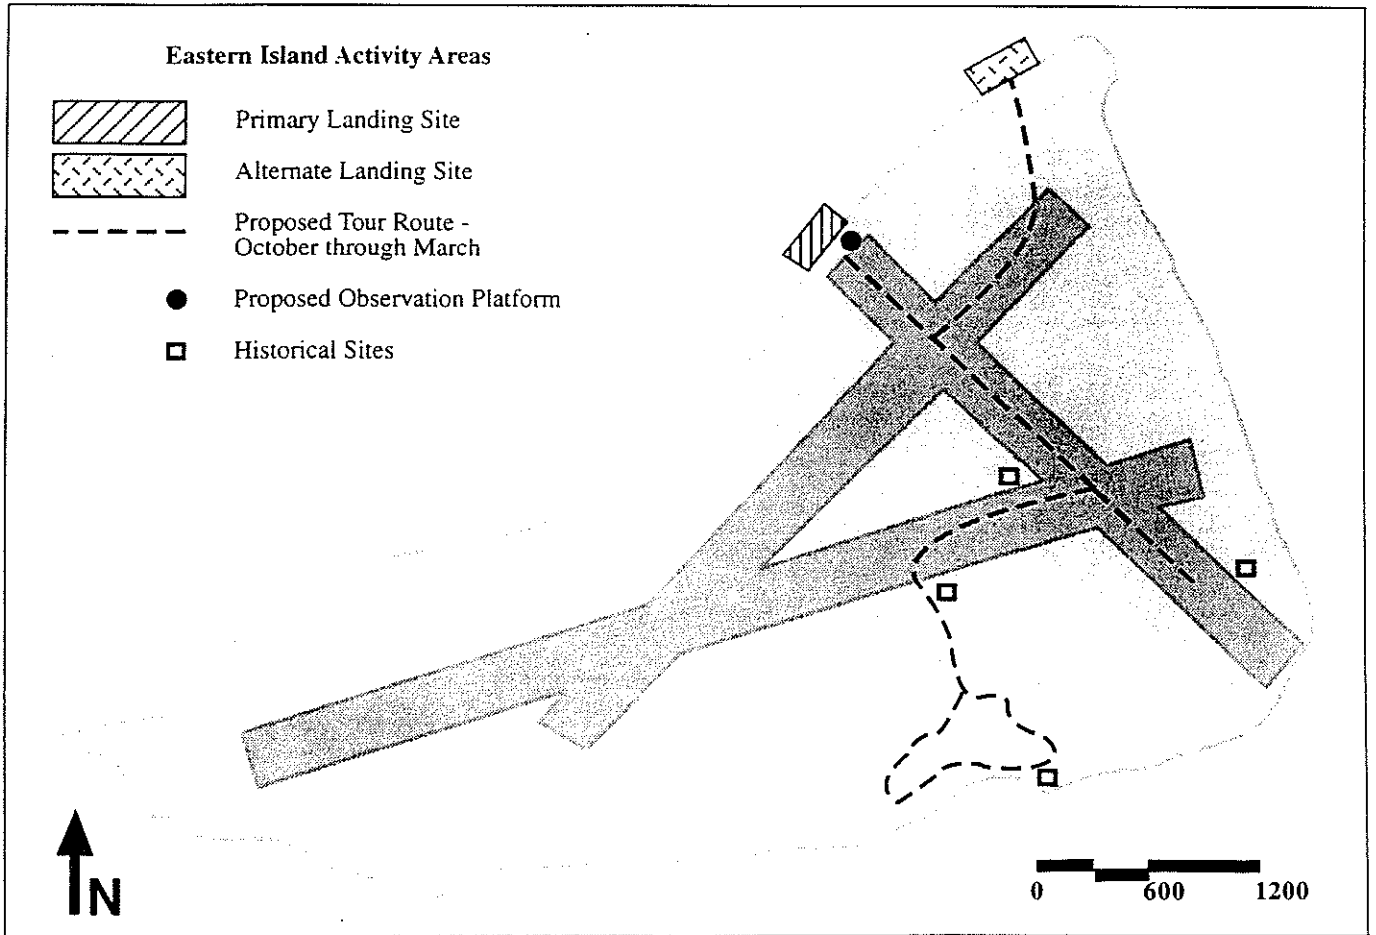 Eastern Island Activity Areas
Primary Landing Site
Alternate Landing Site
Proposed Tour Route -
October through March
Proposed Observation Platform
Historical Sites
N
0 600 1200